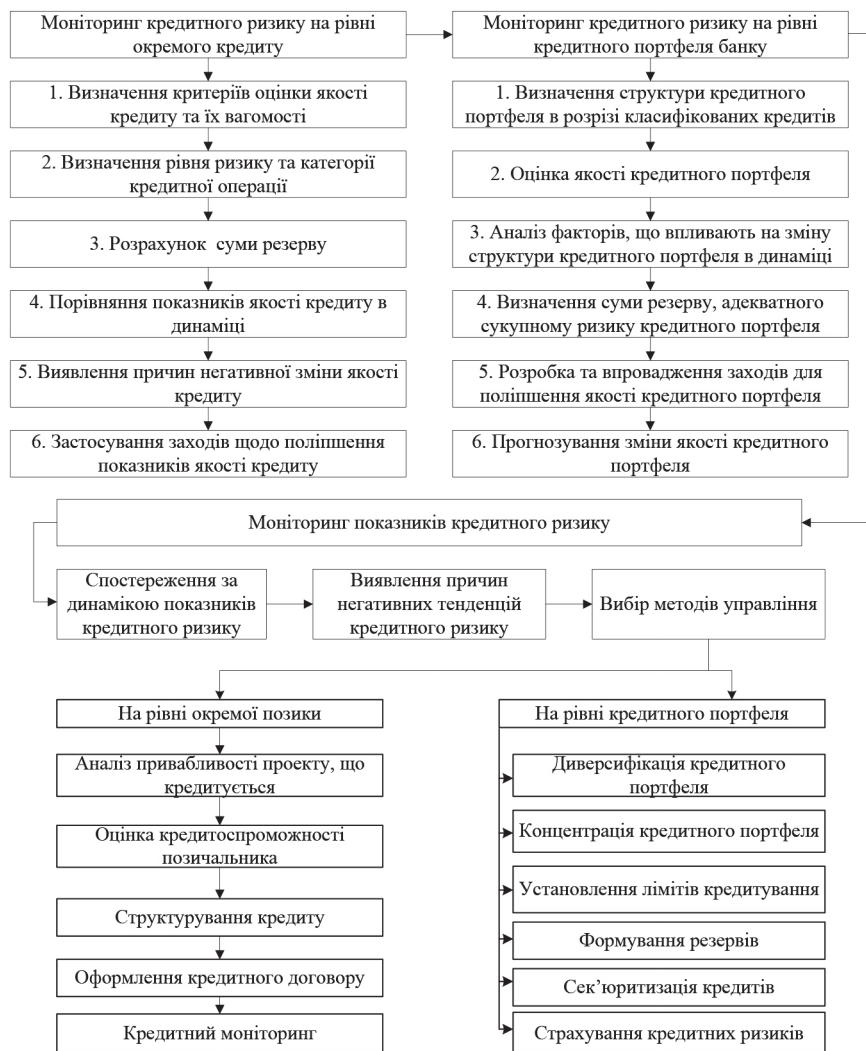 Моніторинг кредитного ризику на рівні
окремого кредиту
1. Визначення критеріїв оцінки якості
кредиту та їх вагомості
2. Визначення рівня ризику та категорії
кредитної операції
3. Розрахунок суми резерву
4. Порівняння показників якості кредиту в
динаміці
5. Виявлення причин негативної зміни якості
кредиту
6. Застосування заходів щодо поліпшення
показників якості кредиту
Моніторинг кредитного ризику на рівні
кредитного портфеля банку
1. Визначення структури кредитного
портфеля в розрізі класифікованих кредитів
2. Оцінка якості кредитного портфеля
3. Аналіз факторів, що впливають на зміну
структури кредитного портфеля в динаміці
4. Визначення суми резерву, адекватного
сукупному ризику кредитного портфеля
5. Розробка та впровадження заходів для
поліпшення якості кредитного портфеля
6. Прогнозування зміни якості кредитного
портфеля
Моніторинг показників кредитного ризику
Спостереження за
динамікою показників
кредитного ризику
Виявлення причин
негативних тенденцій
кредитного ризику
Вибір методів управління
На рівні окремої позики
Аналіз привабливості проекту, що
кредитується
Оцінка кредитоспроможності
позичальника
Структурування кредиту
Оформлення кредитного договору
Кредитний моніторинг
На рівні кредитного портфеля
Диверсифікація кредитного
портфеля
Концентрація кредитного портфеля
Установлення лімітів кредитування
Формування резервів
Сек’юритизація кредитів
Страхування кредитних ризиків